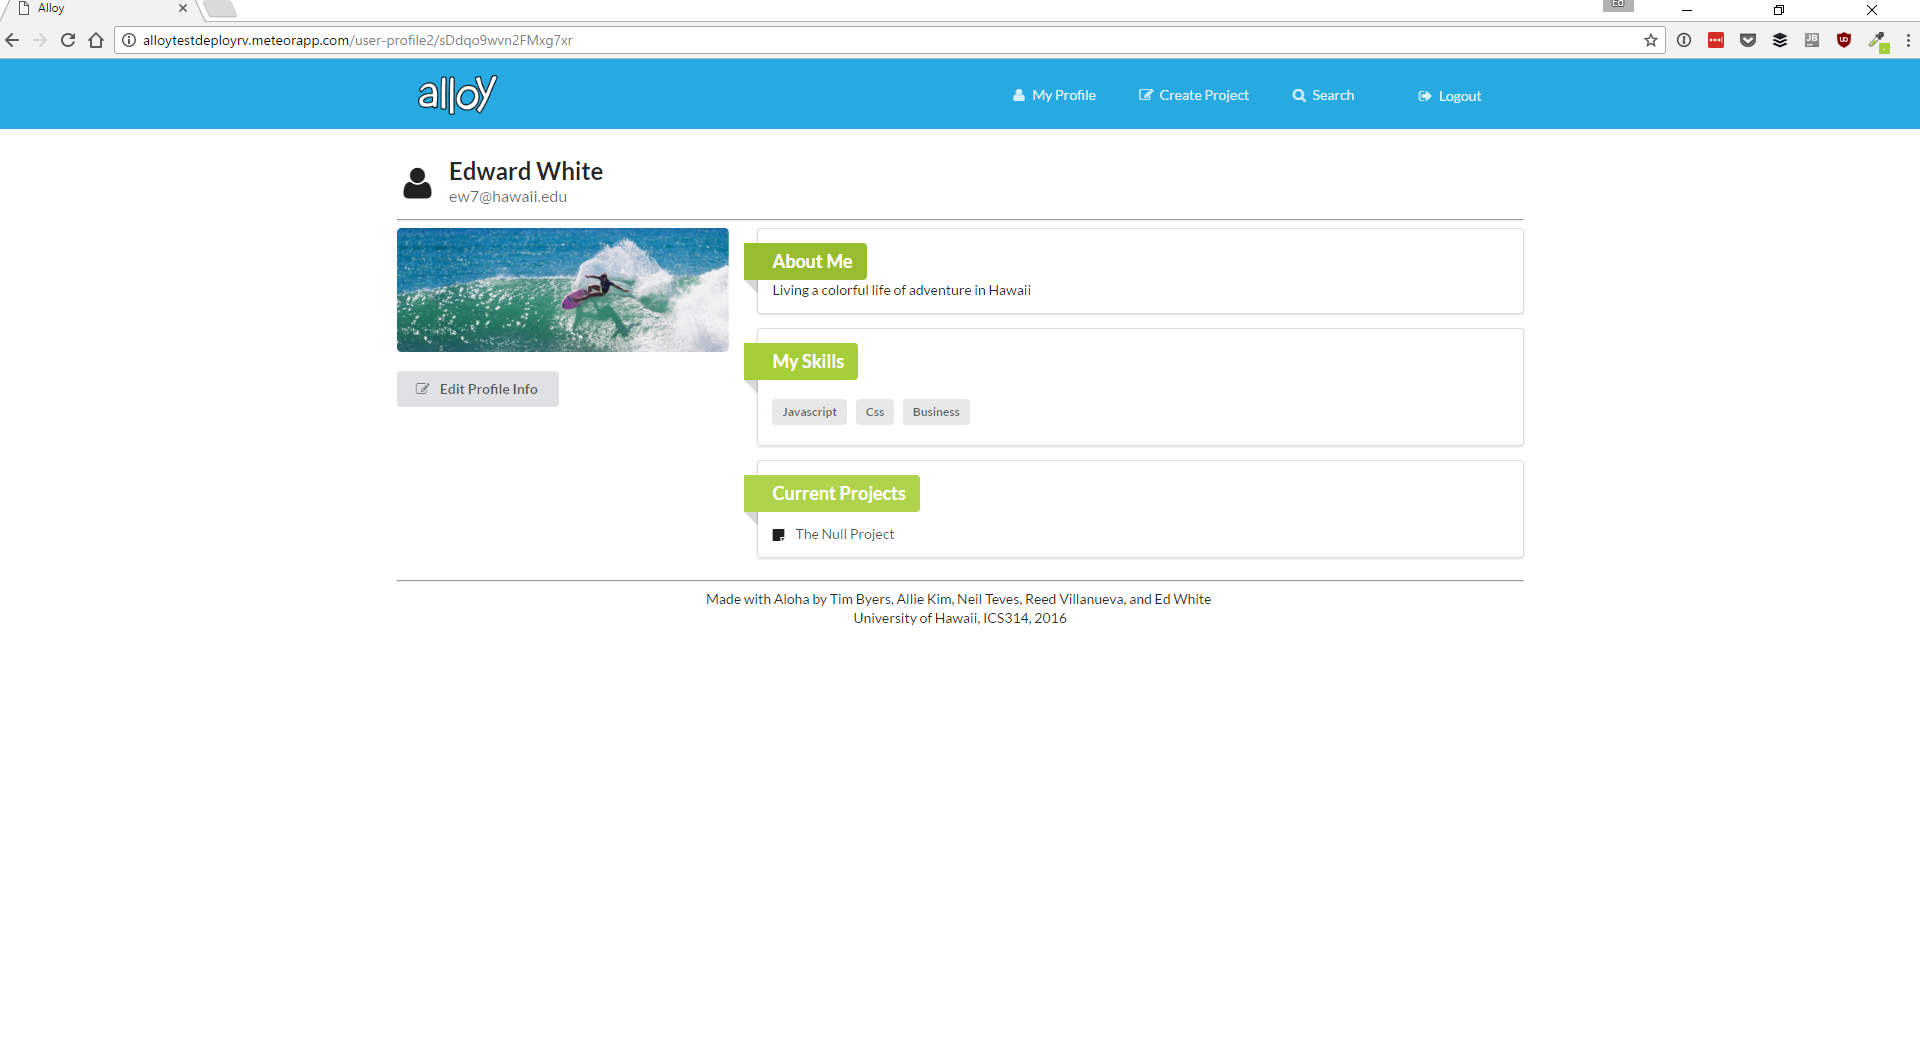 Alloy
Ed
alloytestdeployrv.meteorapp.com/user-profile2/sDdqo9wvn2FMxg7xr
JB
UD
alloy
My Profile
Create Project
Search
Logout
Edward White
ew7@hawaii.edu
Edit Profile Info
About Me
Living a colorful life of adventure in Hawaii
My Skills
Javascript
Css
Business
Current Projects
The Null Project
Made with Aloha by Tim Byers, Allie Kim, Neil Teves, Reed Villanueva, and Ed White
University of Hawaii, ICS314, 2016